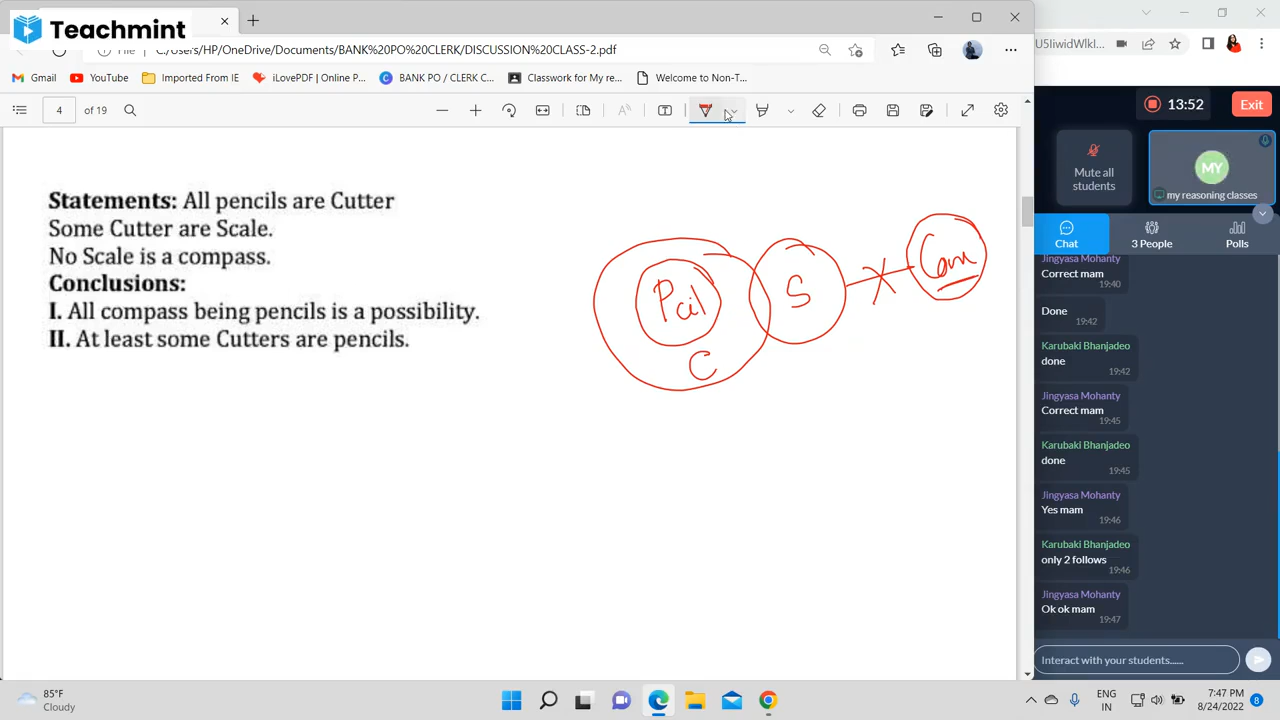 Teachmint
File
C:/Users/HP/OneDrive/Documents/BANK%20PO%20CLERK/DISCUSSION%20CLASS-2.pdf
U5IiwidWlkl...
Gmail
YouTube
Imported From IE
iLovePDF | Online P...
BANK PO / CLERK C...
Classwork for My re...
Welcome to Non-T...
4 of 19
13:52
Exit
Mute all
students
MY
my reasoning classes
Chat
3 People
Polls
Statements: All pencils are Cutter
Some Cutter are Scale.
No Scale is a compass.
Conclusions:
I. All compass being pencils is a possibility.
II. At least some Cutters are pencils.
Pcil
C
S
Com
Jingyasa Mohanty
Correct mam
19:40
Done
19:42
Karubaki Bhanjadeo
done
19:42
Jingyasa Mohanty
Correct mam
19:45
Karubaki Bhanjadeo
done
19:45
Jingyasa Mohanty
Yes mam
19:46
Karubaki Bhanjadeo
only 2 follows
19:46
Jingyasa Mohanty
Ok ok mam
19:47
Interact with your students......
85°F
Cloudy
ENG
IN
7:47 PM
8/24/2022
8